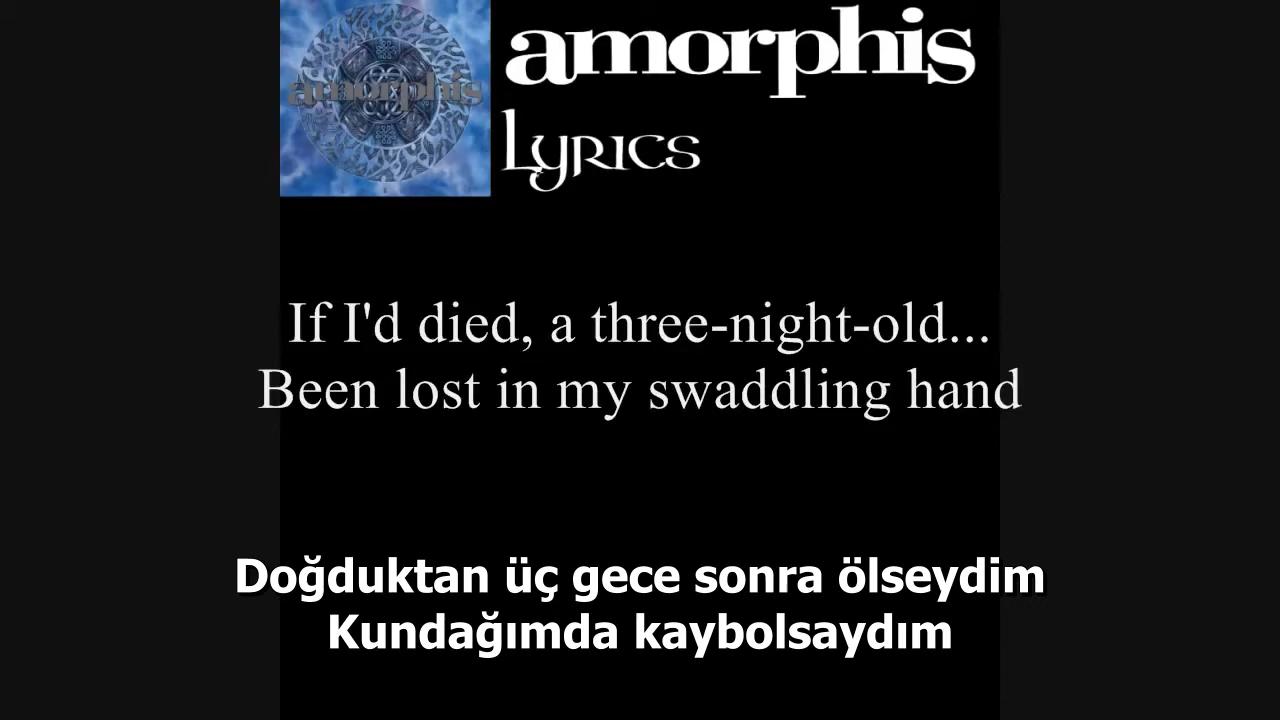 amorphis
amorphis
Lyrics
If I'd died, a three-night-old...
Been lost in my swaddling hand
Doğduktan üç gece sonra ölseydim
Kundağımda kaybolsaydım